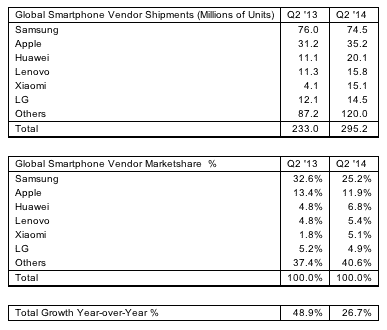 Global Smartphone Vendor Shipments (Millions of Units) Q2 '13 Q2 '14
Samsung 76.0 74.5
Apple 31.2 35.2
Huawei 11.1 20.1
Lenovo 11.3 15.8
Xiaomi 4.1 15.1
LG 12.1 14.5
Others 87.2 120.0
Total 233.0 295.2
Global Smartphone Vendor Marketshare % Q2 '13 Q2 '14
Samsung 32.6% 25.2%
Apple 13.4% 11.9%
Huawei 4.8% 6.8%
Lenovo 4.8% 5.4%
Xiaomi 1.8% 5.1%
LG 5.2% 4.9%
Others 37.4% 40.6%
Total 100.0% 100.0%
Total Growth Year-over-Year % 48.9% 26.7%